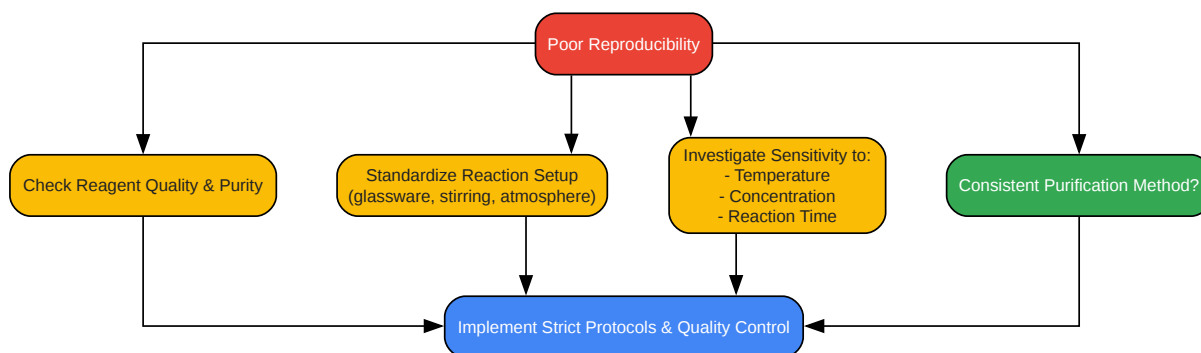 Poor Reproducibility
Check Reagent Quality & Purity
Standardize Reaction Setup
(glassware, stirring, atmosphere)
Investigate Sensitivity to:
- Temperature
- Concentration
- Reaction Time
Consistent Purification Method?
Implement Strict Protocols & Quality Control